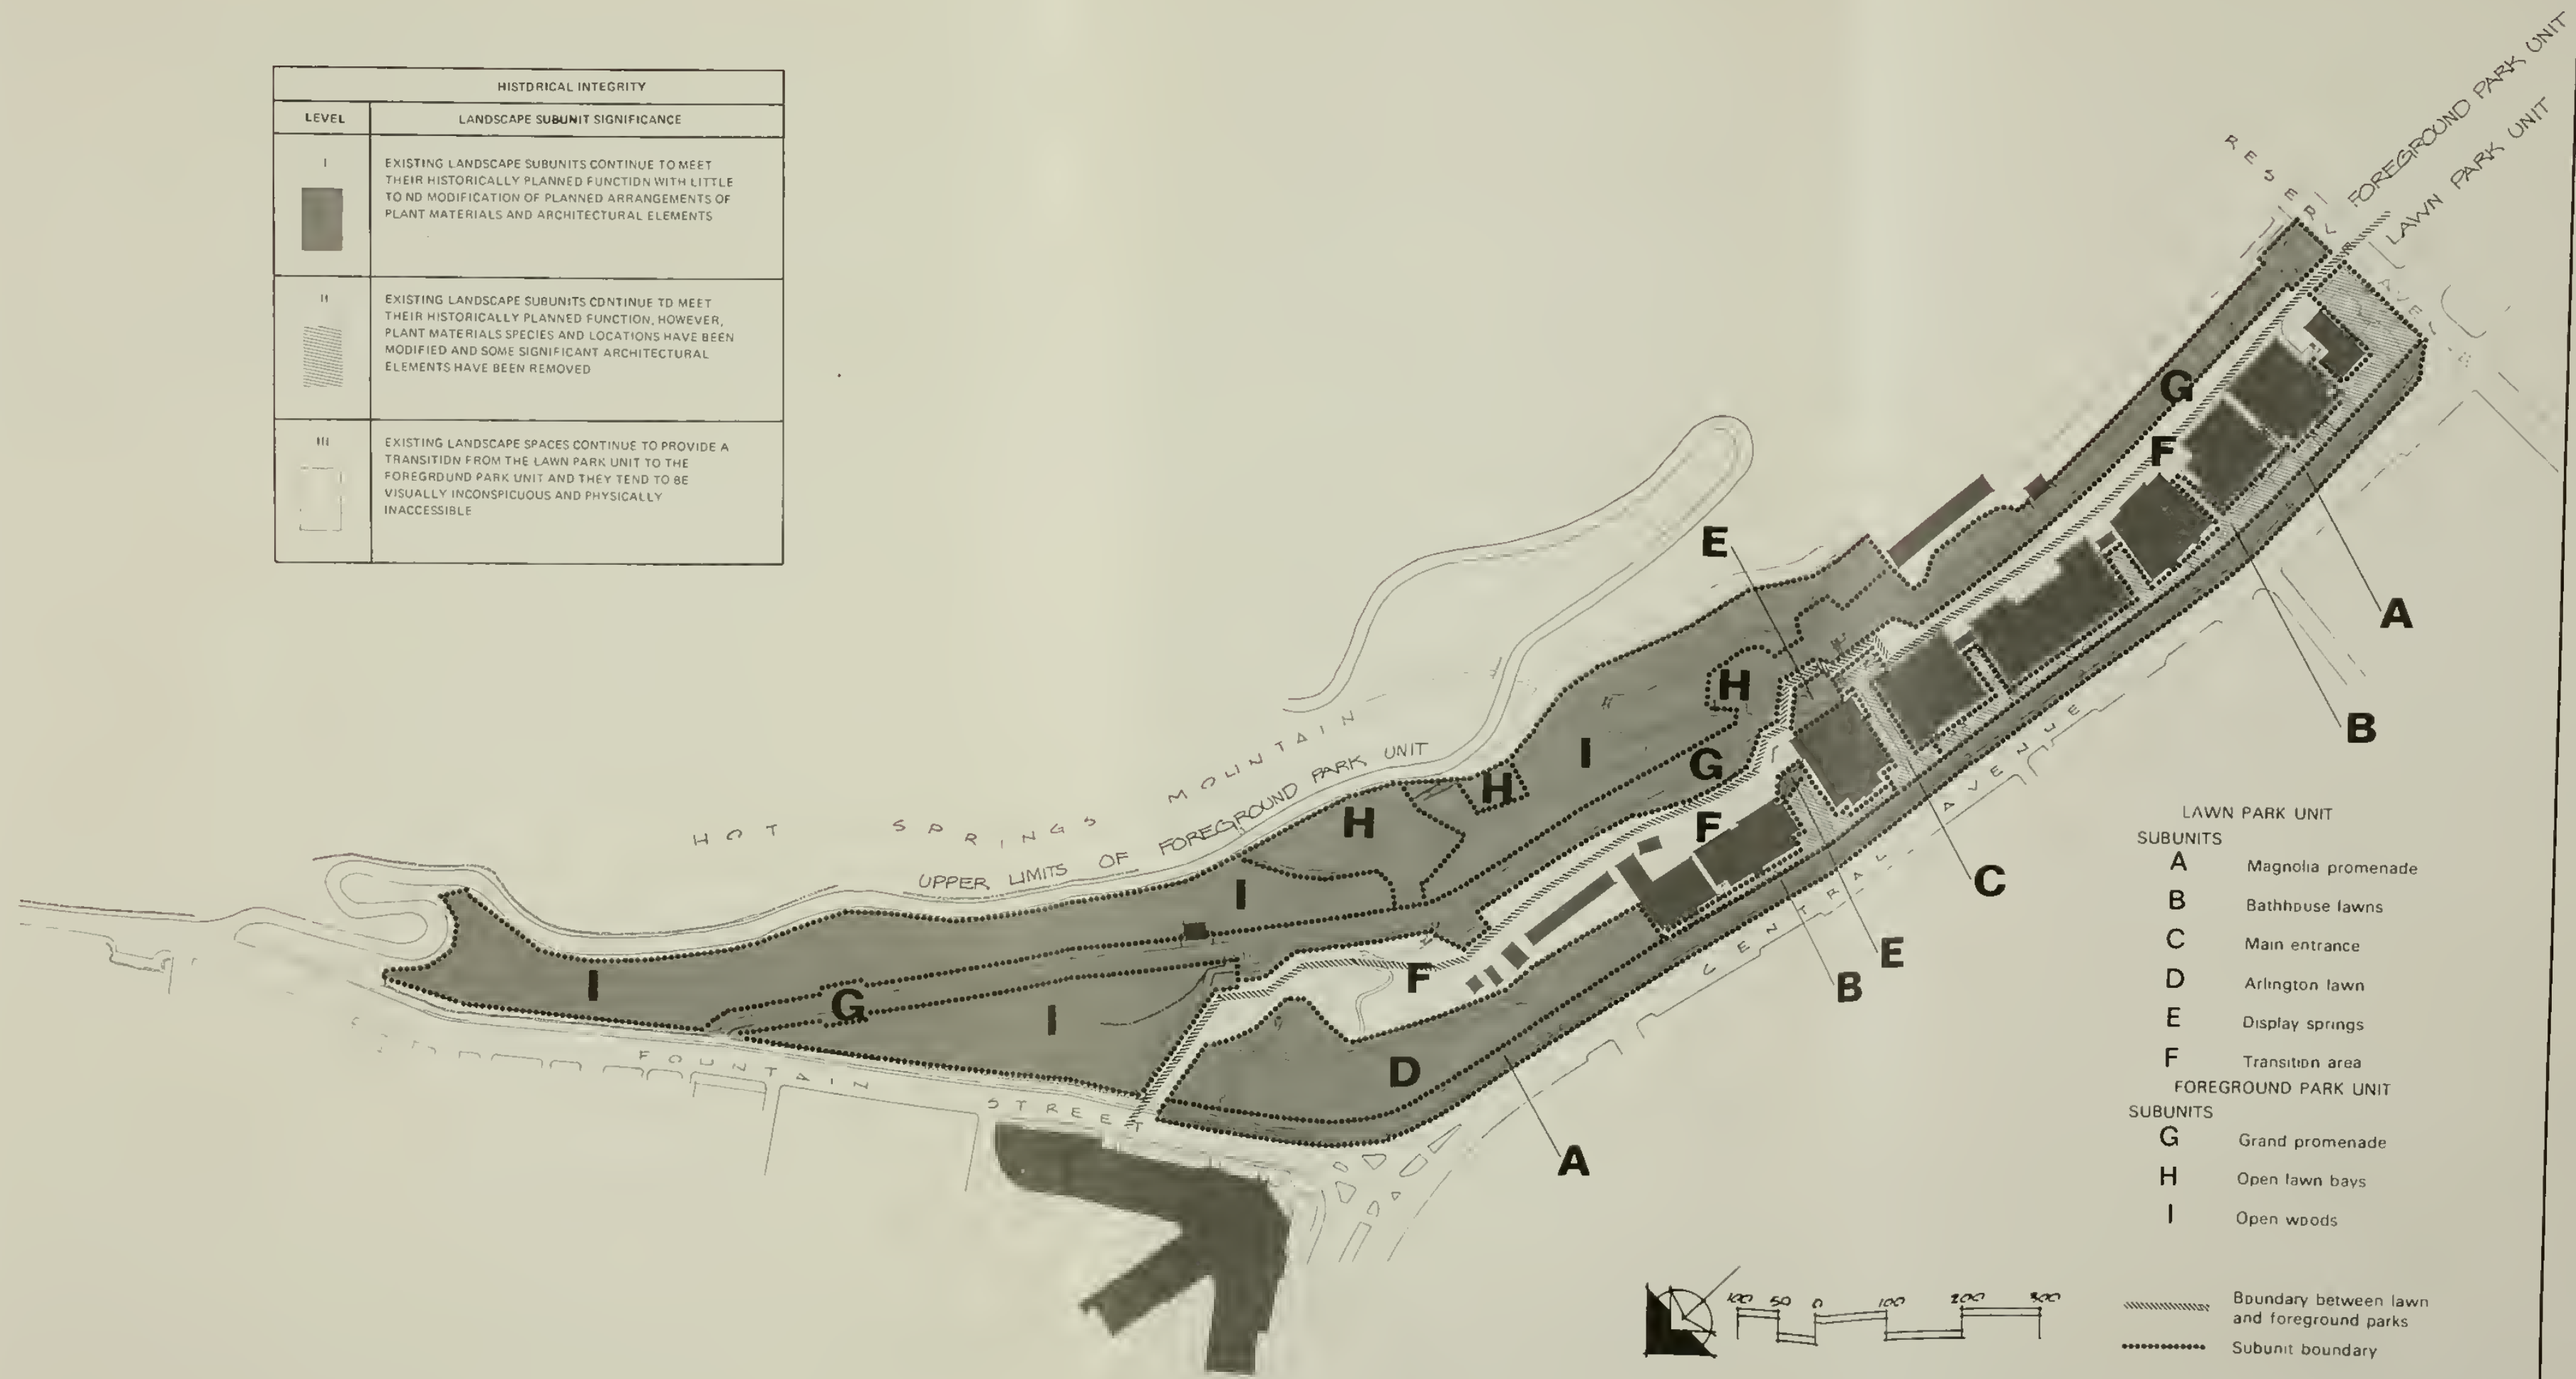 HISTORICAL INTEGRITY
LEVEL
LANDSCAPE SUBUNIT SIGNIFICANCE
I
EXISTING LANDSCAPE SUBUNITS CONTINUE TO MEET
THEIR HISTORICALLY PLANNED FUNCTION WITH LITTLE
TO NO MODIFICATION OF PLANNED ARRANGEMENTS OF
PLANT MATERIALS AND ARCHITECTURAL ELEMENTS
II
EXISTING LANDSCAPE SUBUNITS CONTINUE TO MEET
THEIR HISTORICALLY PLANNED FUNCTION, HOWEVER,
PLANT MATERIALS SPECIES AND LOCATIONS HAVE BEEN
MODIFIED AND SOME SIGNIFICANT ARCHITECTURAL
ELEMENTS HAVE BEEN REMOVED
III
EXISTING LANDSCAPE SPACES CONTINUE TO PROVIDE A
TRANSITION FROM THE LAWN PARK UNIT TO THE
FOREGROUND PARK UNIT AND THEY TEND TO BE
VISUALLY INCONSPICUOUS AND PHYSICALLY
INACCESSIBLE
FOREGROUND PARK UNIT
LAWN PARK UNIT
G
F
E
A
H
B
I
G
H
H
F
HOT SPRINGS MOUNTAIN
UPPER LIMITS OF FOREGROUND PARK UNIT
C
I
E
F
B
I
G
I
D
A
CENTRAL AVENUE
FOUNTAIN STREET
LAWN PARK UNIT
SUBUNITS
A Magnolia promenade
B Bathhouse lawns
C Main entrance
D Arlington lawn
E Display springs
F Transition area
FOREGROUND PARK UNIT
SUBUNITS
G Grand promenade
H Open lawn bays
I Open woods
100 50 0 100 200 300
Boundary between lawn
and foreground parks
Subunit boundary